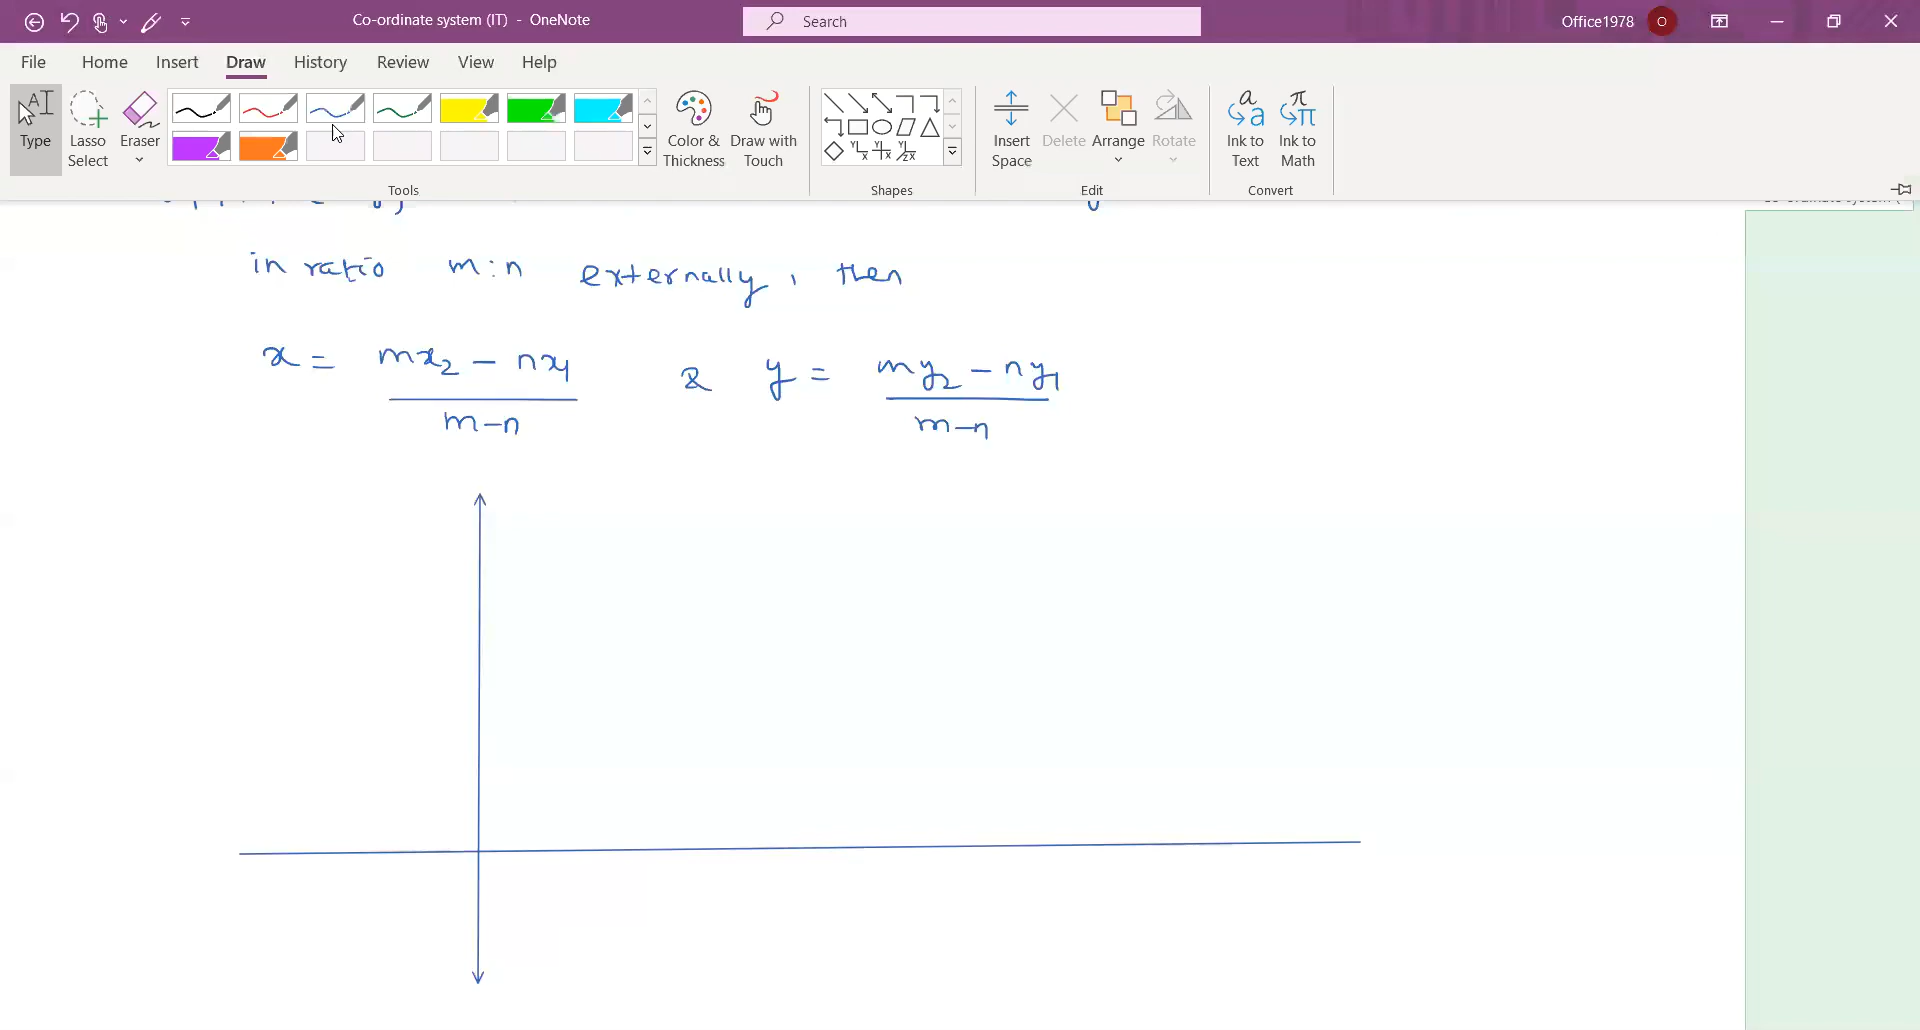 Co-ordinate system (IT) - OneNote
Search
Office1978
O
File Home Insert Draw History Review View Help
Type
Lasso Select
Eraser
Color & Thickness
Draw with Touch
Insert Space
Delete
Arrange
Rotate
Ink to Text
Ink to Math
Tools
Shapes
Edit
Convert
in ratio m:n externally, then
x = mx₂ - nx₁ / m-n & y = my₂ - ny₁ / m-n